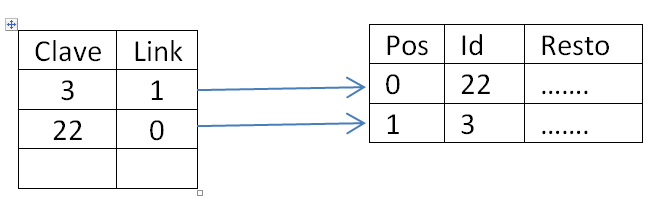 Clave Link
3 1
22 0
Pos Id Resto
0 22 .......
1 3 .......